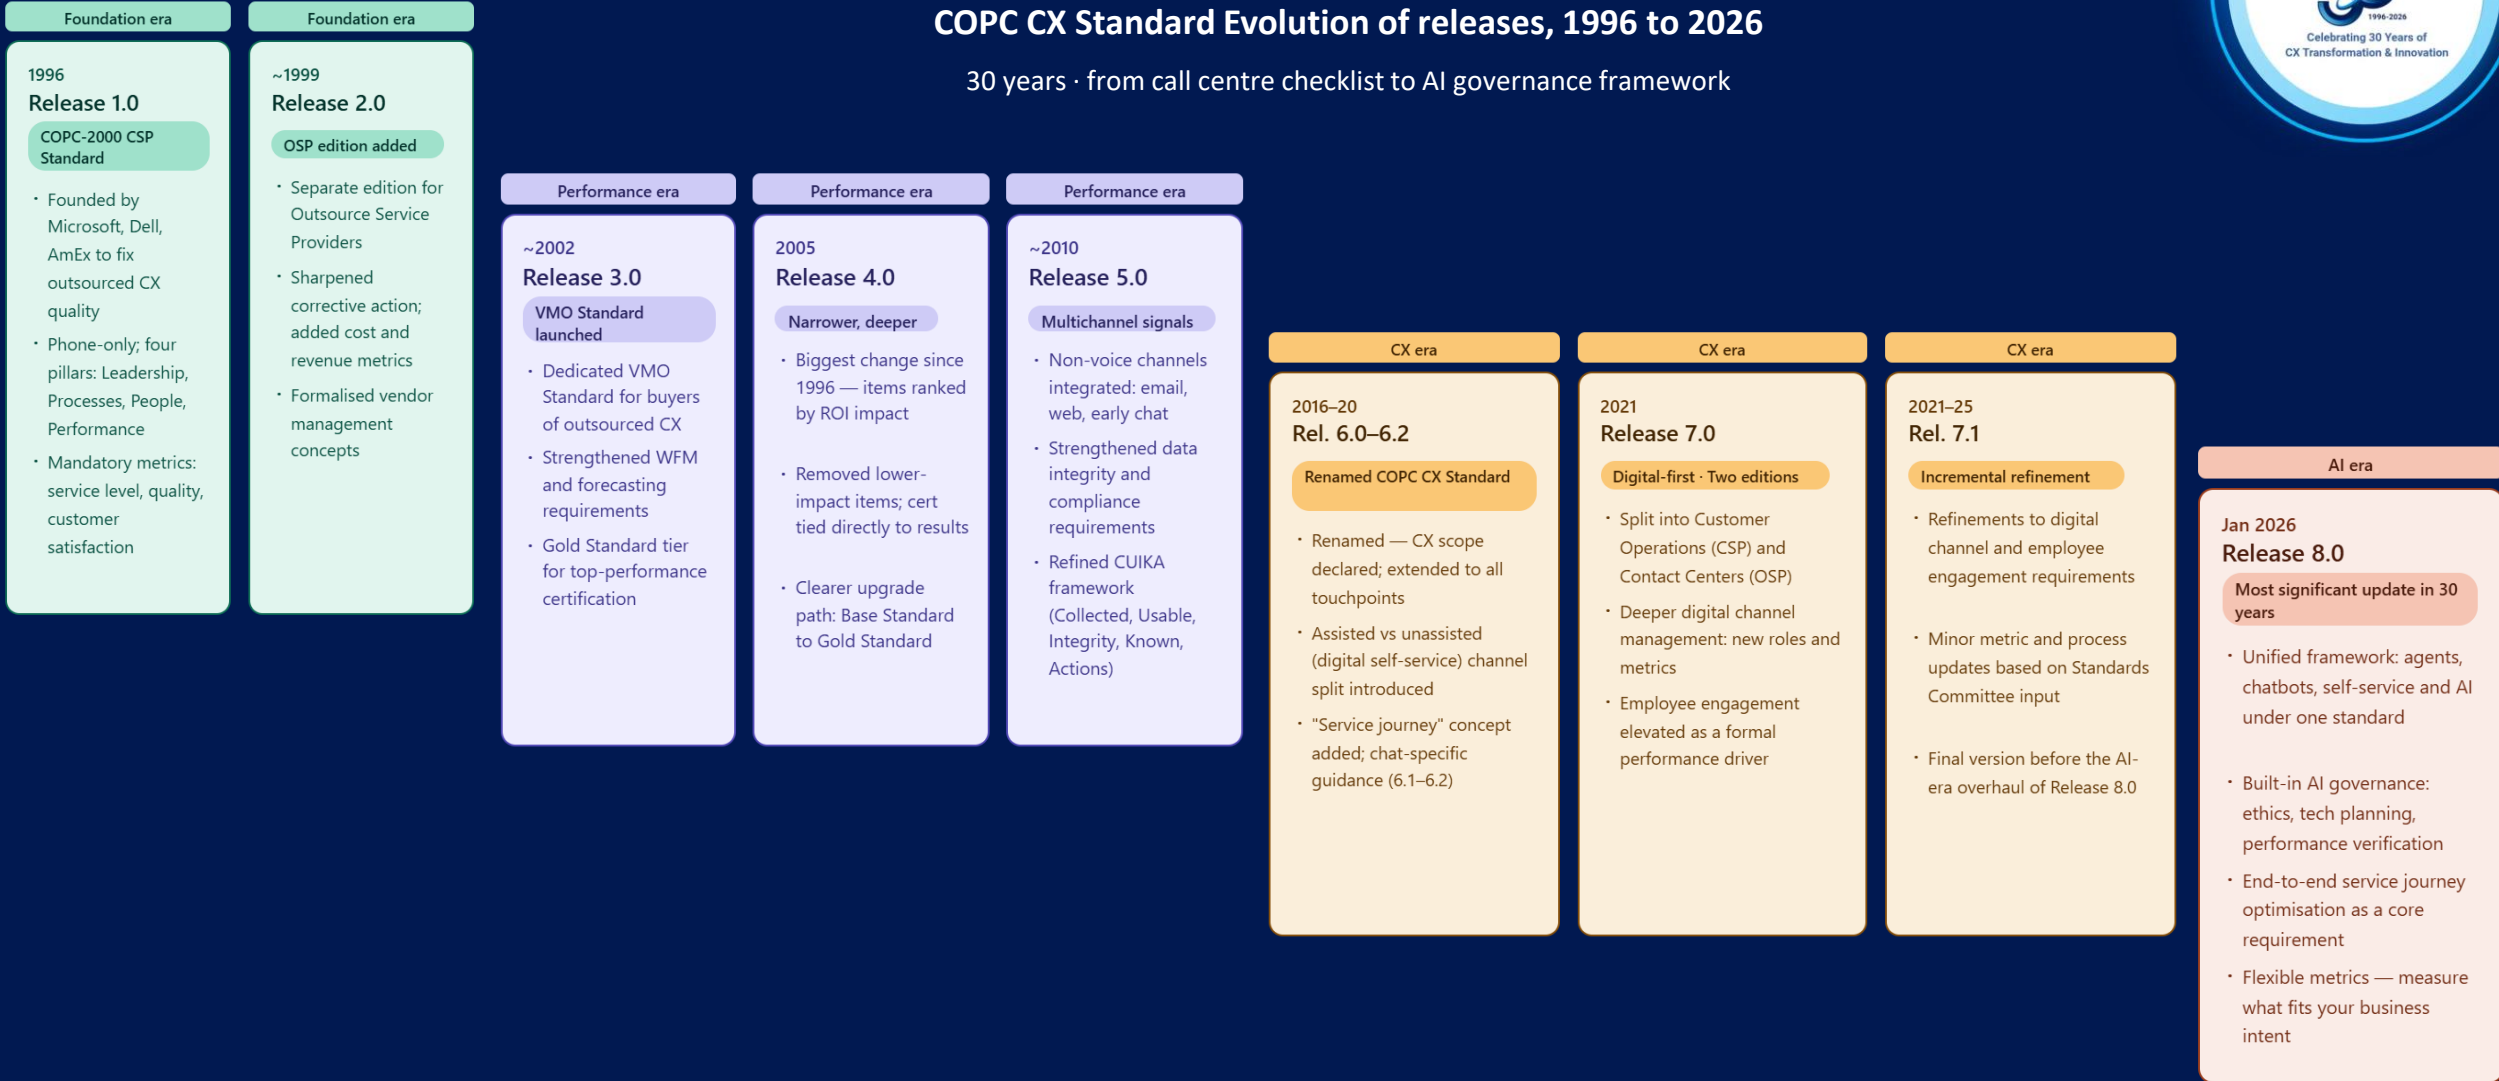 COPC CX Standard Evolution of releases, 1996 to 2026
30 years · from call centre checklist to AI governance framework
1996-2026
Celebrating 30 Years of
CX Transformation & Innovation
Foundation era
1996
Release 1.0
COPC-2000 CSP
Standard
· Founded by
Microsoft, Dell,
AmEx to fix
outsourced CX
quality
· Phone-only; four
pillars: Leadership,
Processes, People,
Performance
· Mandatory metrics:
service level, quality,
customer
satisfaction
Foundation era
~1999
Release 2.0
OSP edition added
· Separate edition for
Outsource Service
Providers
· Sharpened
corrective action;
added cost and
revenue metrics
· Formalised vendor
management
concepts
Performance era
~2002
Release 3.0
VMO Standard
launched
· Dedicated VMO
Standard for buyers
of outsourced CX
· Strengthened WFM
and forecasting
requirements
· Gold Standard tier
for top-performance
certification
Performance era
2005
Release 4.0
Narrower, deeper
· Biggest change since
1996 — items ranked
by ROI impact
· Removed lower-
impact items; cert
tied directly to results
· Clearer upgrade
path: Base Standard
to Gold Standard
Performance era
~2010
Release 5.0
Multichannel signals
· Non-voice channels
integrated: email,
web, early chat
· Strengthened data
integrity and
compliance
requirements
· Refined CUIKA
framework
(Collected, Usable,
Integrity, Known,
Actions)
CX era
2016–20
Rel. 6.0–6.2
Renamed COPC CX Standard
· Renamed — CX scope
declared; extended to all
touchpoints
· Assisted vs unassisted
(digital self-service) channel
split introduced
· "Service journey" concept
added; chat-specific
guidance (6.1–6.2)
CX era
2021
Release 7.0
Digital-first · Two editions
· Split into Customer
Operations (CSP) and
Contact Centers (OSP)
· Deeper digital channel
management: new roles and
metrics
· Employee engagement
elevated as a formal
performance driver
CX era
2021–25
Rel. 7.1
Incremental refinement
· Refinements to digital
channel and employee
engagement requirements
· Minor metric and process
updates based on Standards
Committee input
· Final version before the AI-
era overhaul of Release 8.0
AI era
Jan 2026
Release 8.0
Most significant update in 30
years
· Unified framework: agents,
chatbots, self-service and AI
under one standard
· Built-in AI governance:
ethics, tech planning,
performance verification
· End-to-end service journey
optimisation as a core
requirement
· Flexible metrics — measure
what fits your business
intent